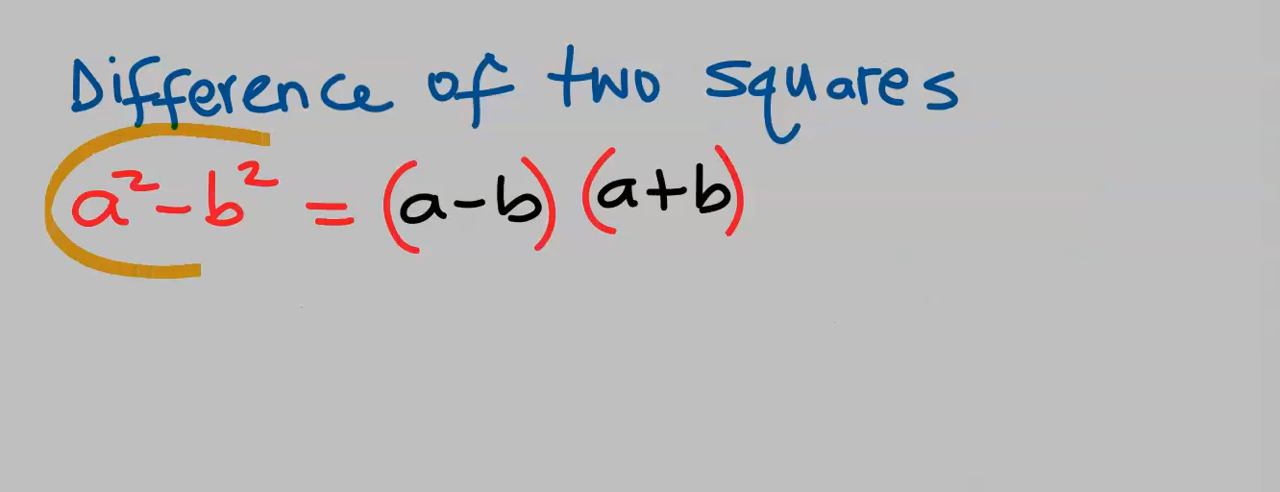 Difference of two squares
a² - b² = (a-b) (a+b)